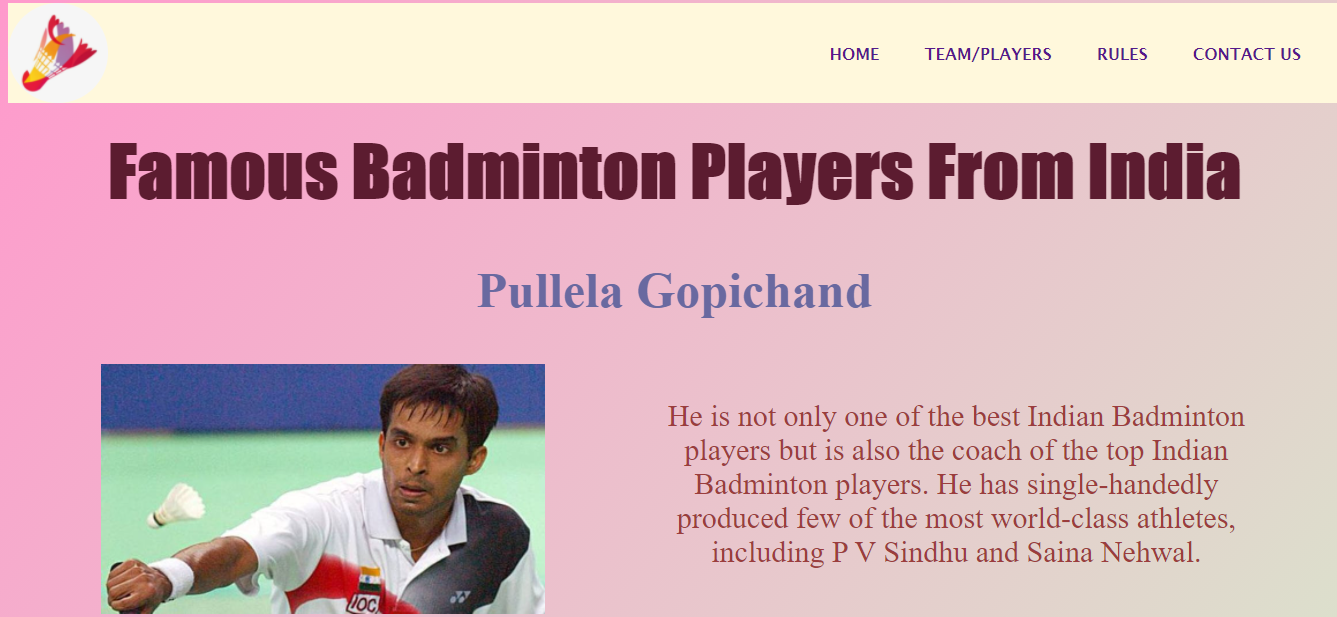 HOME TEAM/PLAYERS RULES CONTACT US
Famous Badminton Players From India
Pullela Gopichand
He is not only one of the best Indian Badminton
players but is also the coach of the top Indian
Badminton players. He has single-handedly
produced few of the most world-class athletes,
including P V Sindhu and Saina Nehwal.
IOC